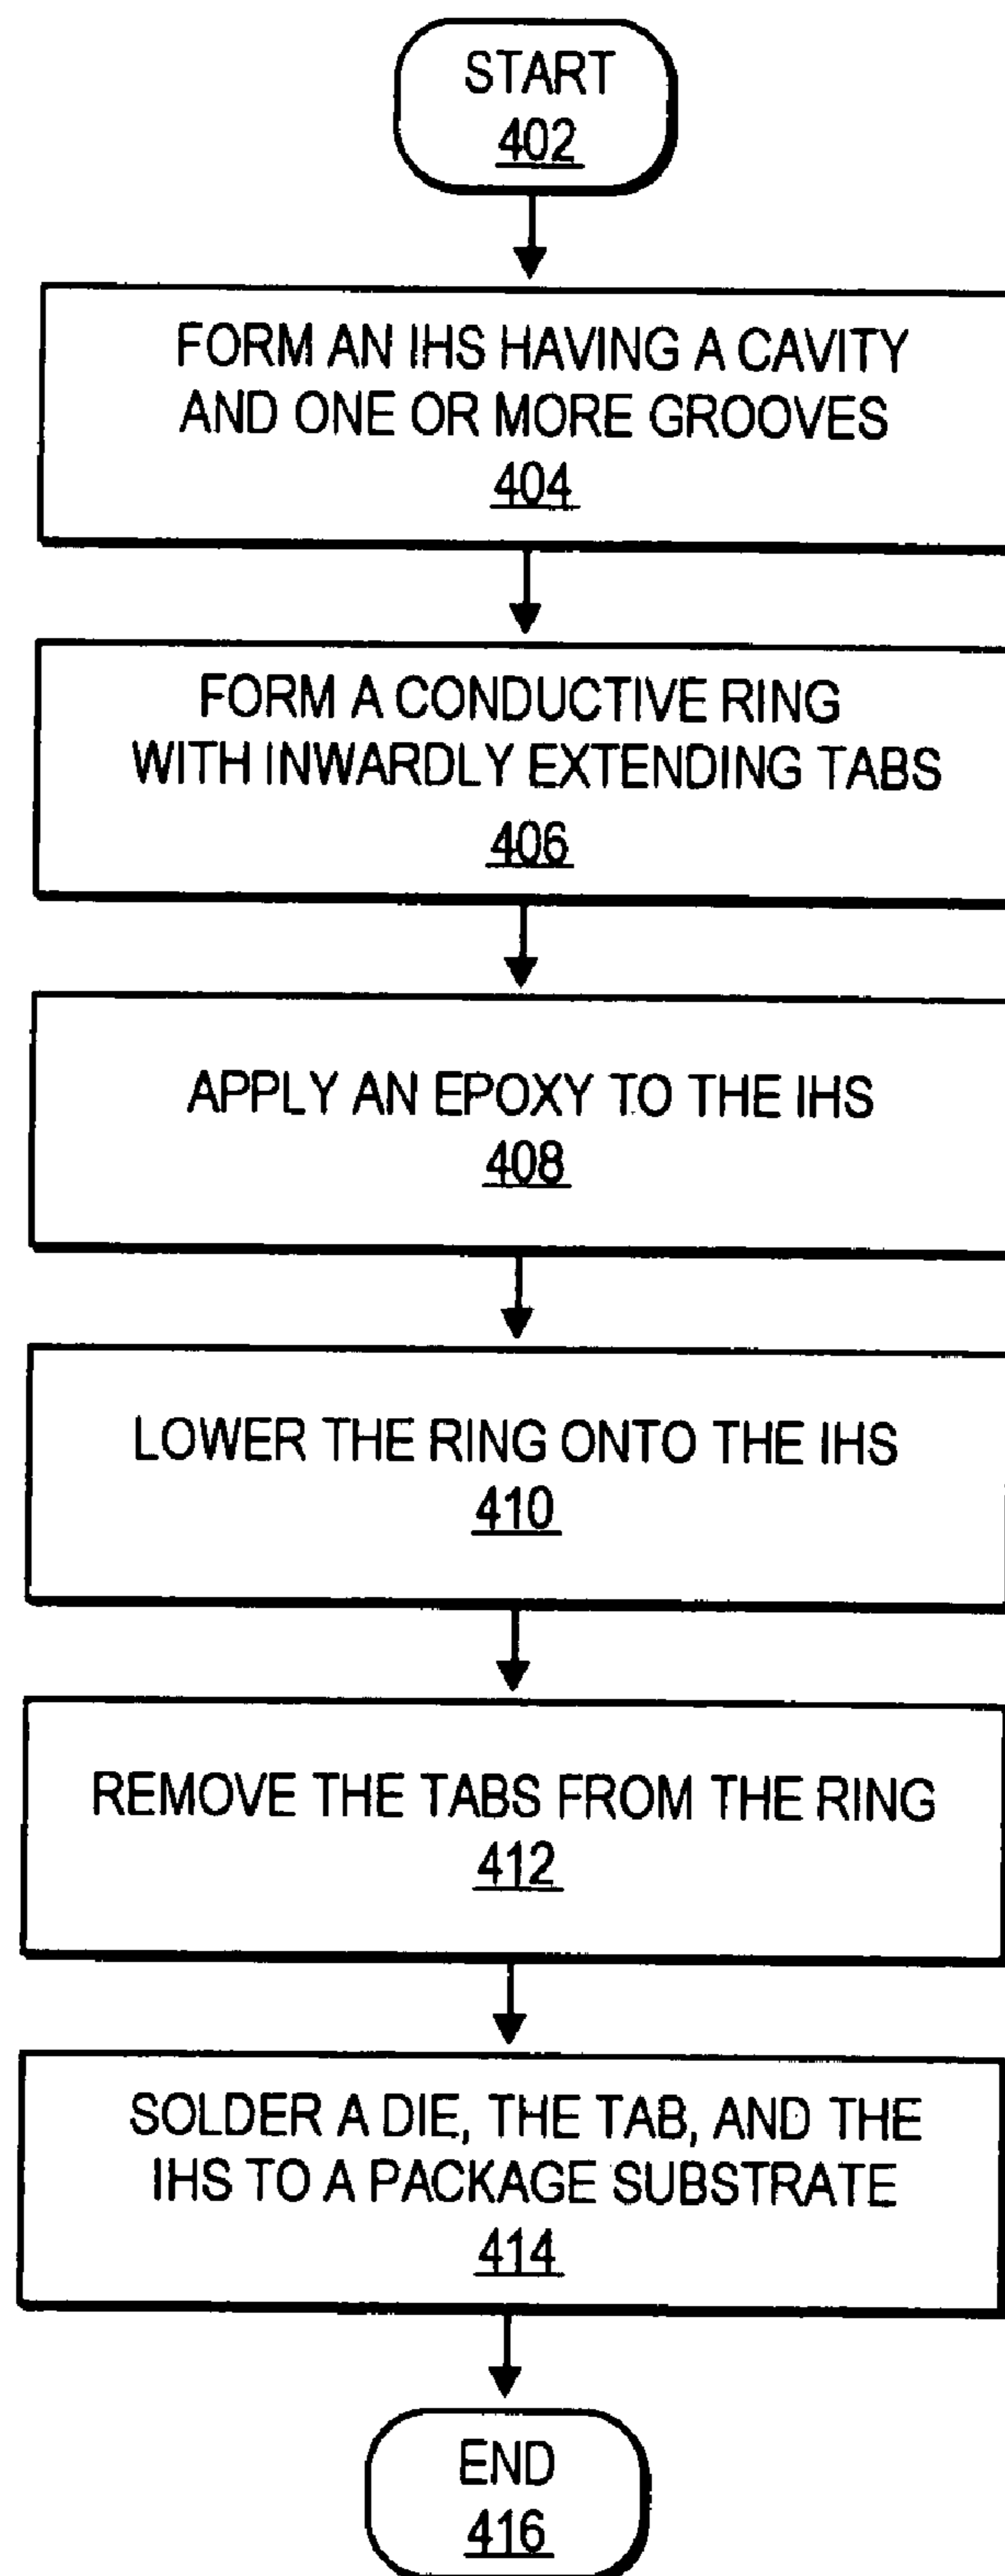 START
402
FORM AN IHS HAVING A CAVITY
AND ONE OR MORE GROOVES
404
FORM A CONDUCTIVE RING
WITH INWARDLY EXTENDING TABS
406
APPLY AN EPOXY TO THE IHS
408
LOWER THE RING ONTO THE IHS
410
REMOVE THE TABS FROM THE RING
412
SOLDER A DIE, THE TAB, AND THE
IHS TO A PACKAGE SUBSTRATE
414
END
416